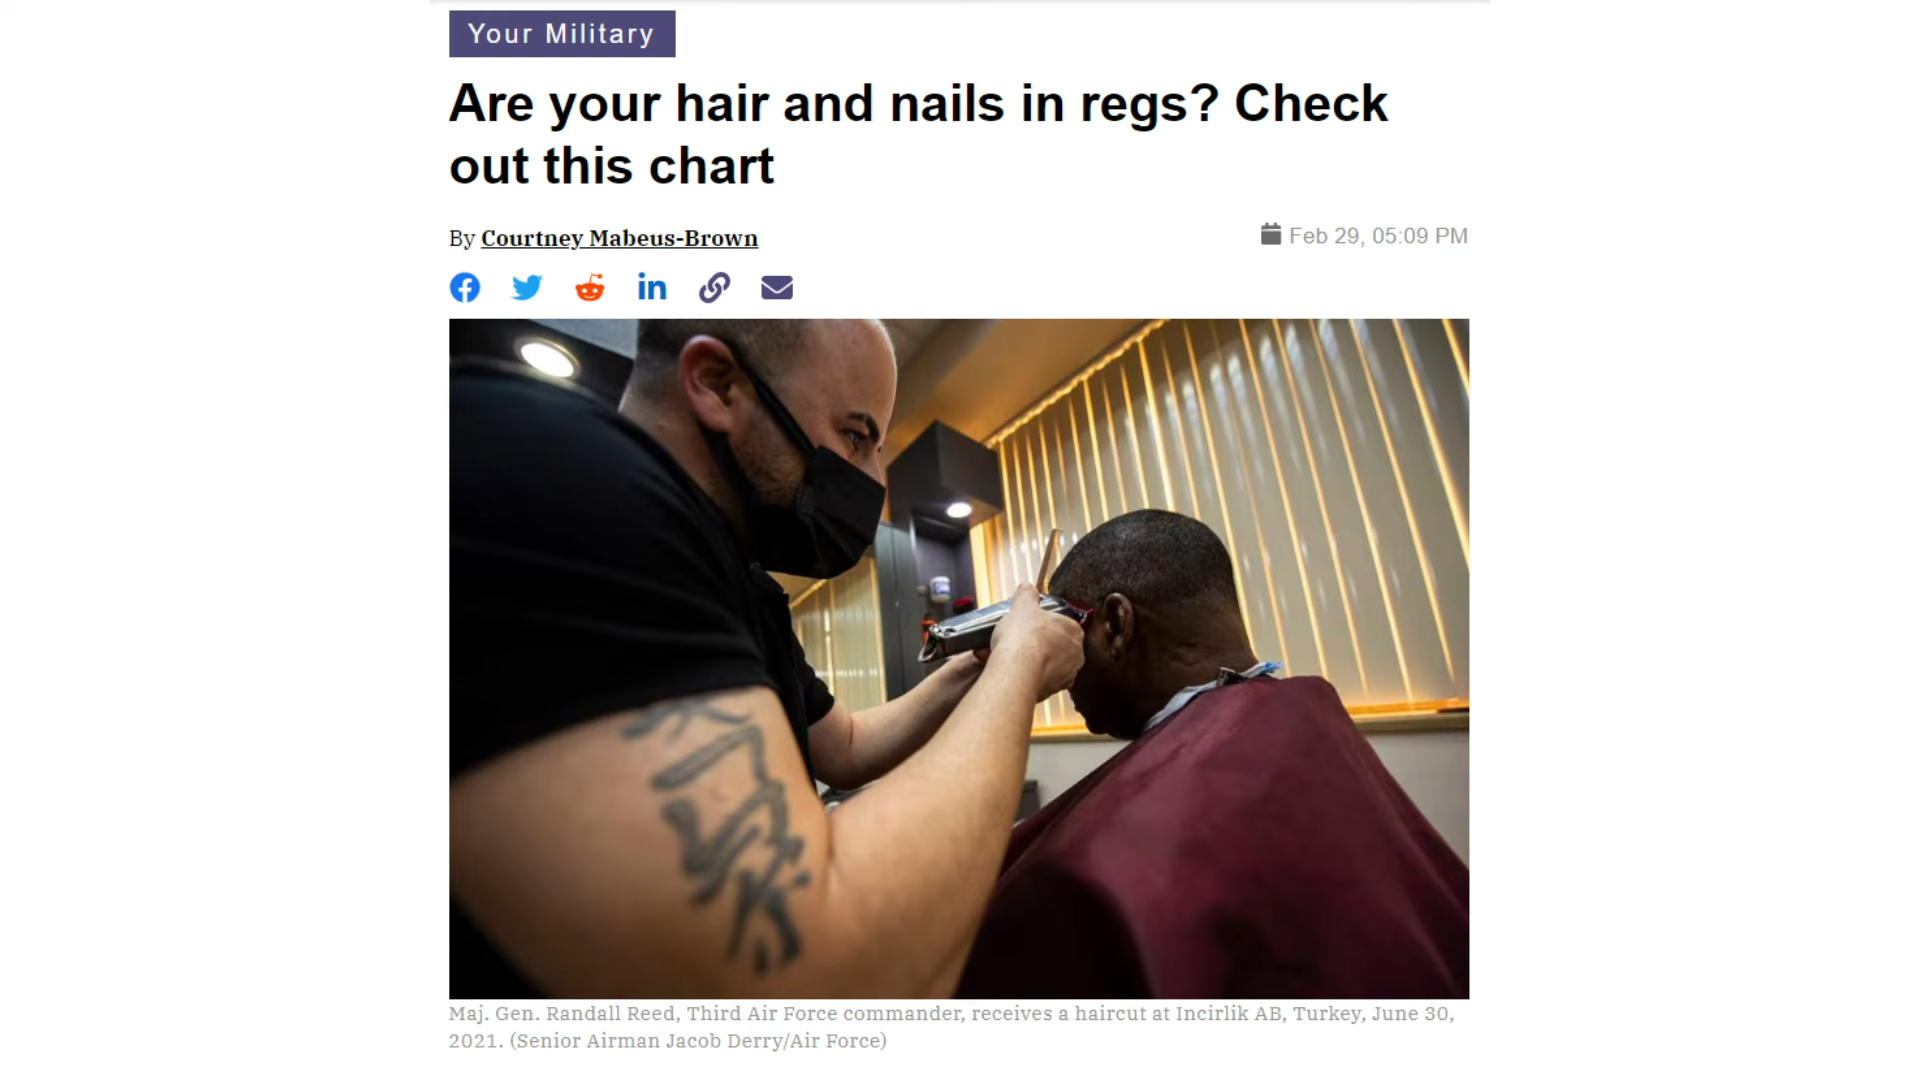 Your Military
Are your hair and nails in regs? Check
out this chart
By Courtney Mabeus-Brown
Feb 29, 05:09 PM
in
Maj. Gen. Randall Reed, Third Air Force commander, receives a haircut at Incirlik AB, Turkey, June 30,
2021. (Senior Airman Jacob Derry/Air Force)